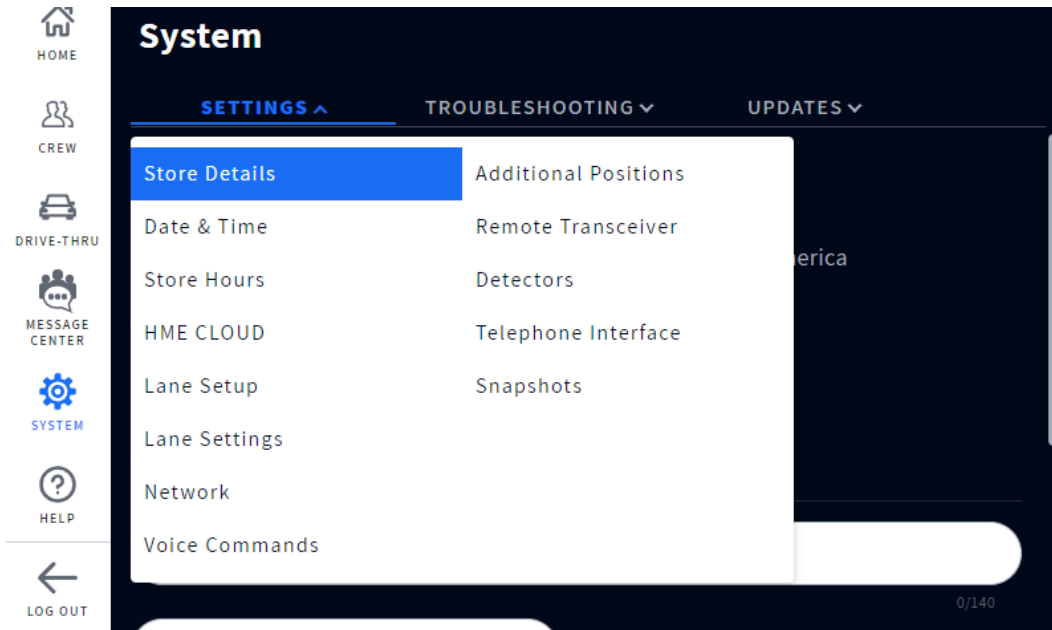 HOME
CREW
DRIVE-THRU
MESSAGE
CENTER
SYSTEM
HELP
LOG OUT
System
SETTINGS
TROUBLESHOOTING
UPDATES
Store Details
Date & Time
Store Hours
HME CLOUD
Lane Setup
Lane Settings
Network
Voice Commands
Additional Positions
Remote Transceiver
Detectors
Telephone Interface
Snapshots
0/140